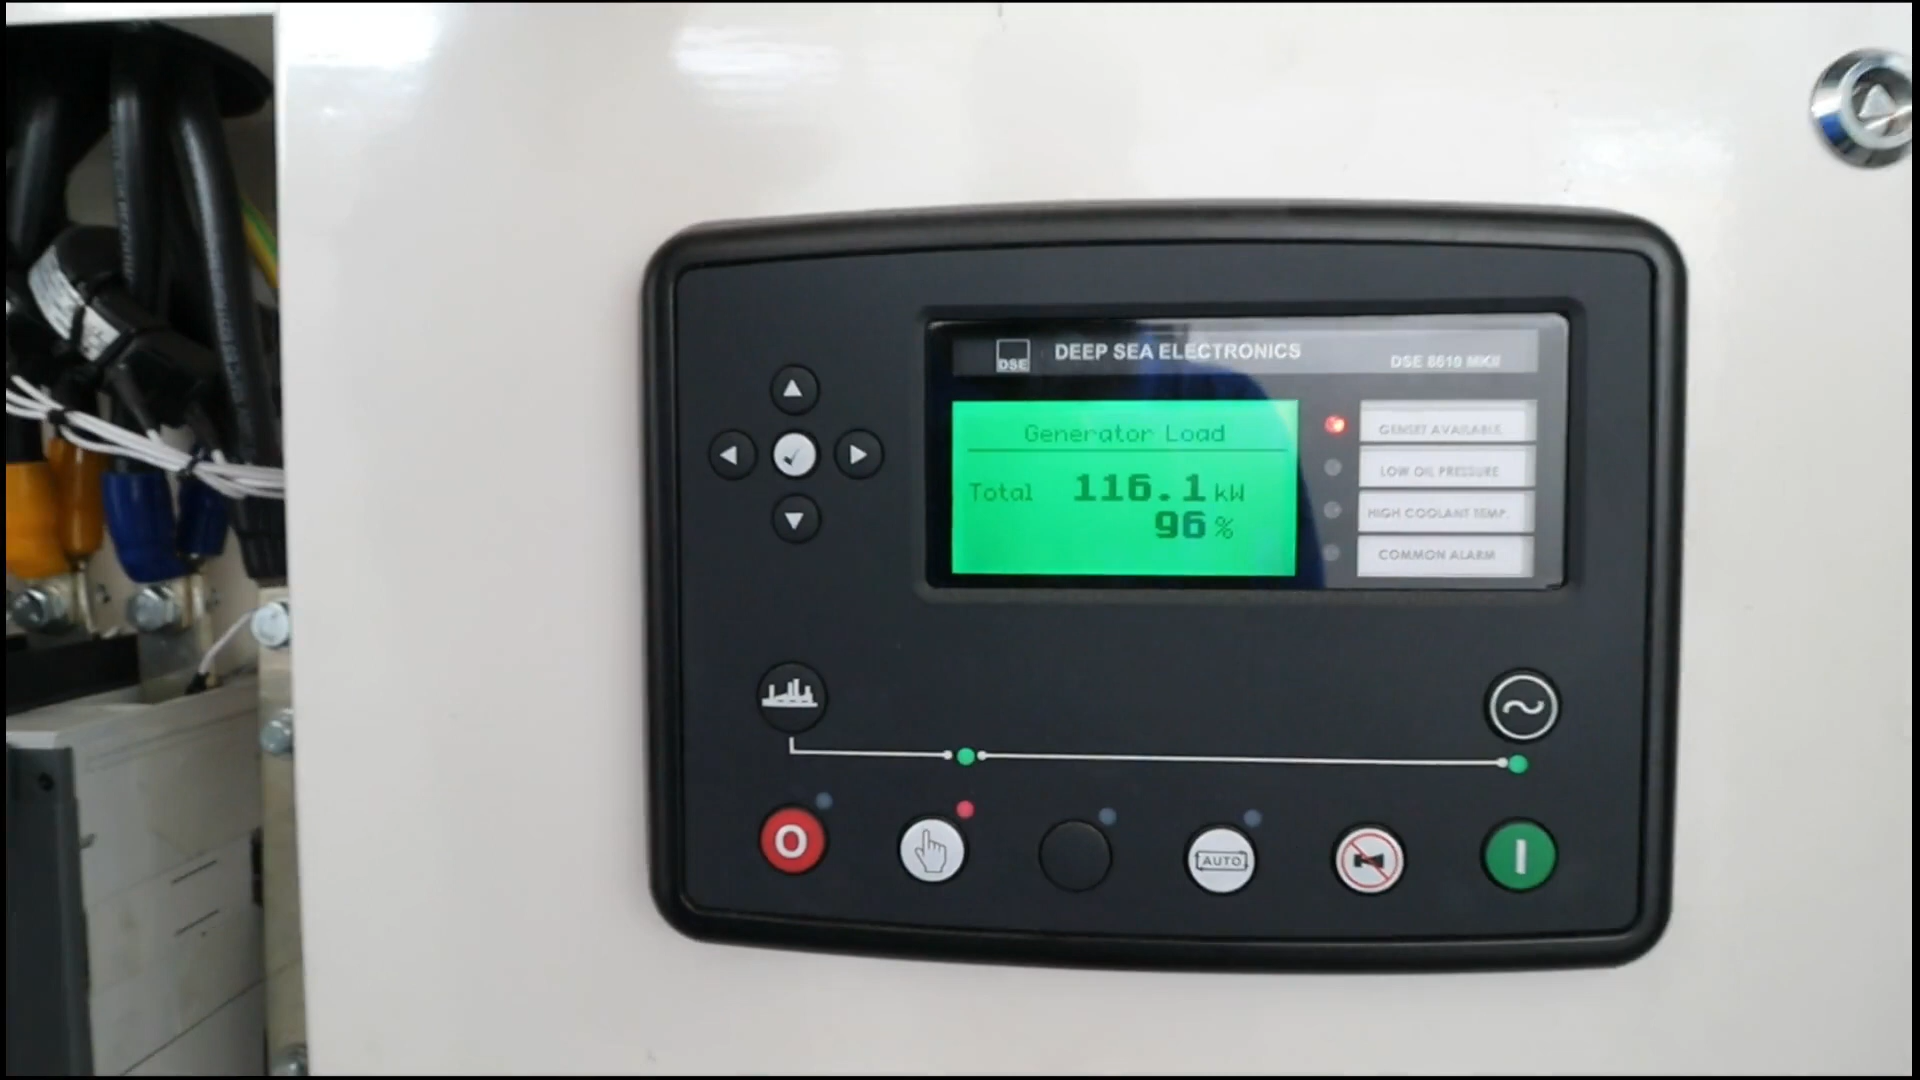 DSE
DEEP SEA ELECTRONICS
DSE 8610 MKII
Generator Load
Total 116.1 kW
96 %
GENSET AVAILABLE
LOW OIL PRESSURE
HIGH COOLANT TEMP.
COMMON ALARM
O
AUTO
I